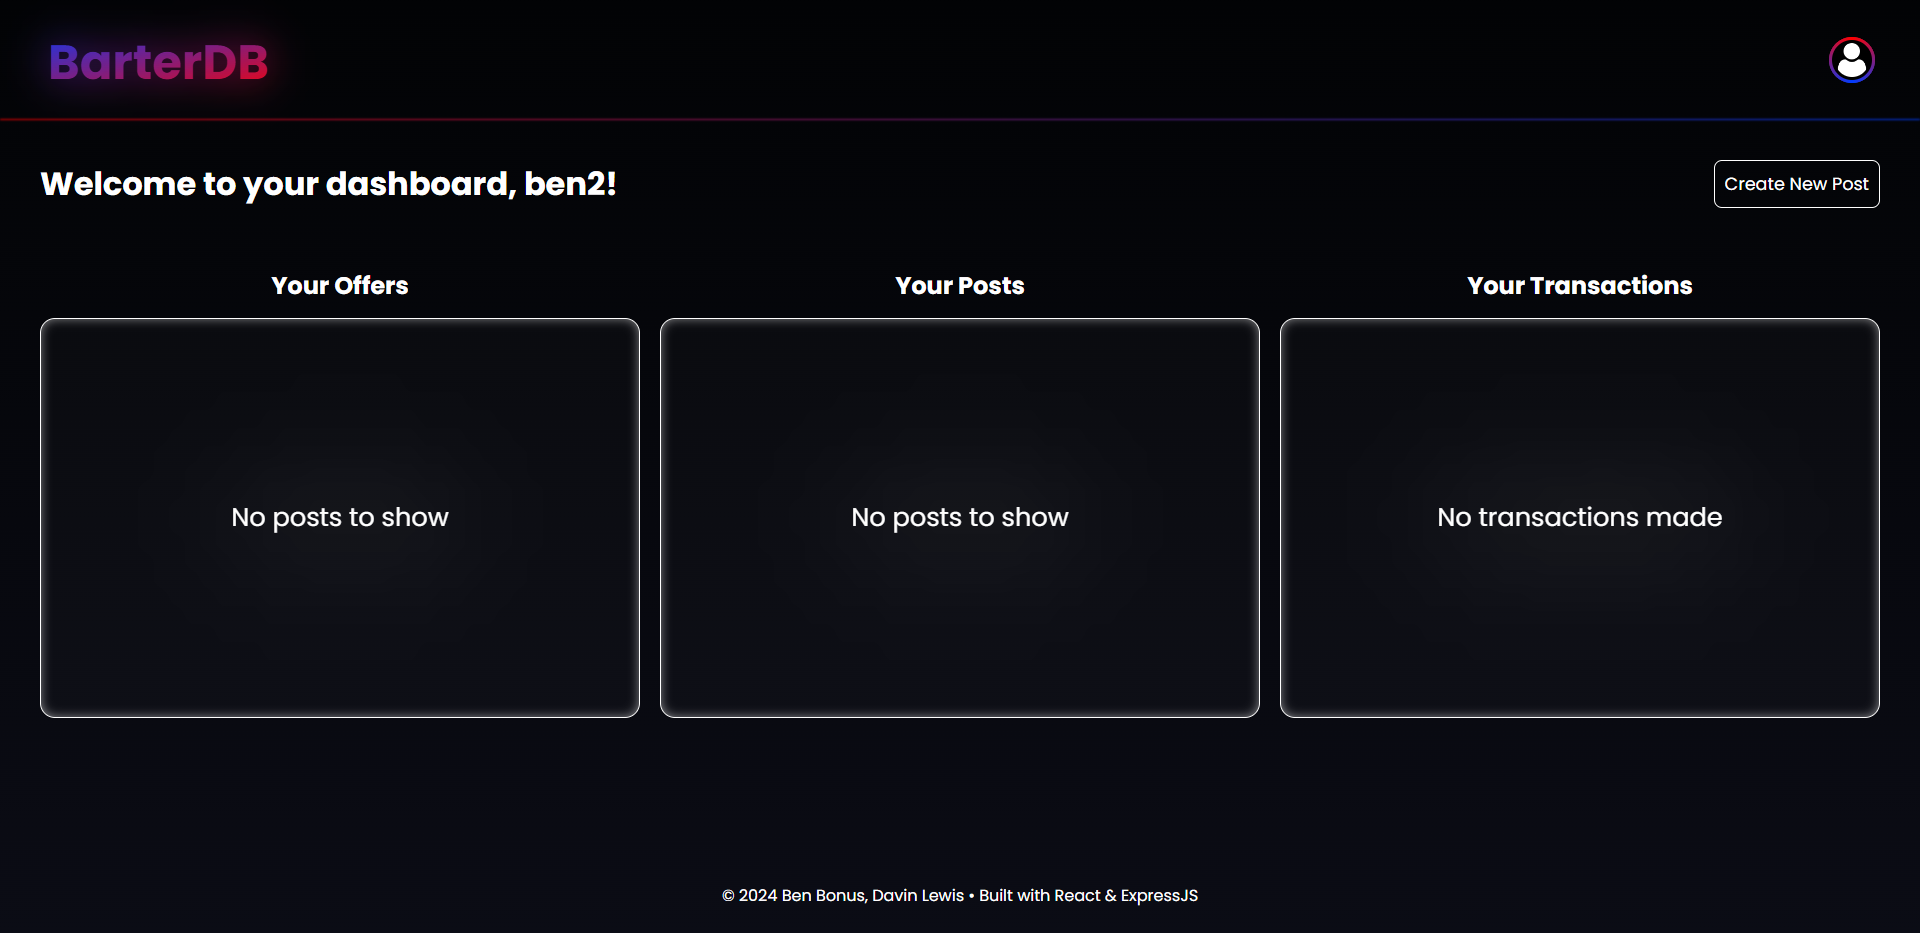 BarterDB
Welcome to your dashboard, ben2!
Create New Post
Your Offers
No posts to show
Your Posts
No posts to show
Your Transactions
No transactions made
© 2024 Ben Bonus, Davin Lewis • Built with React & ExpressJS